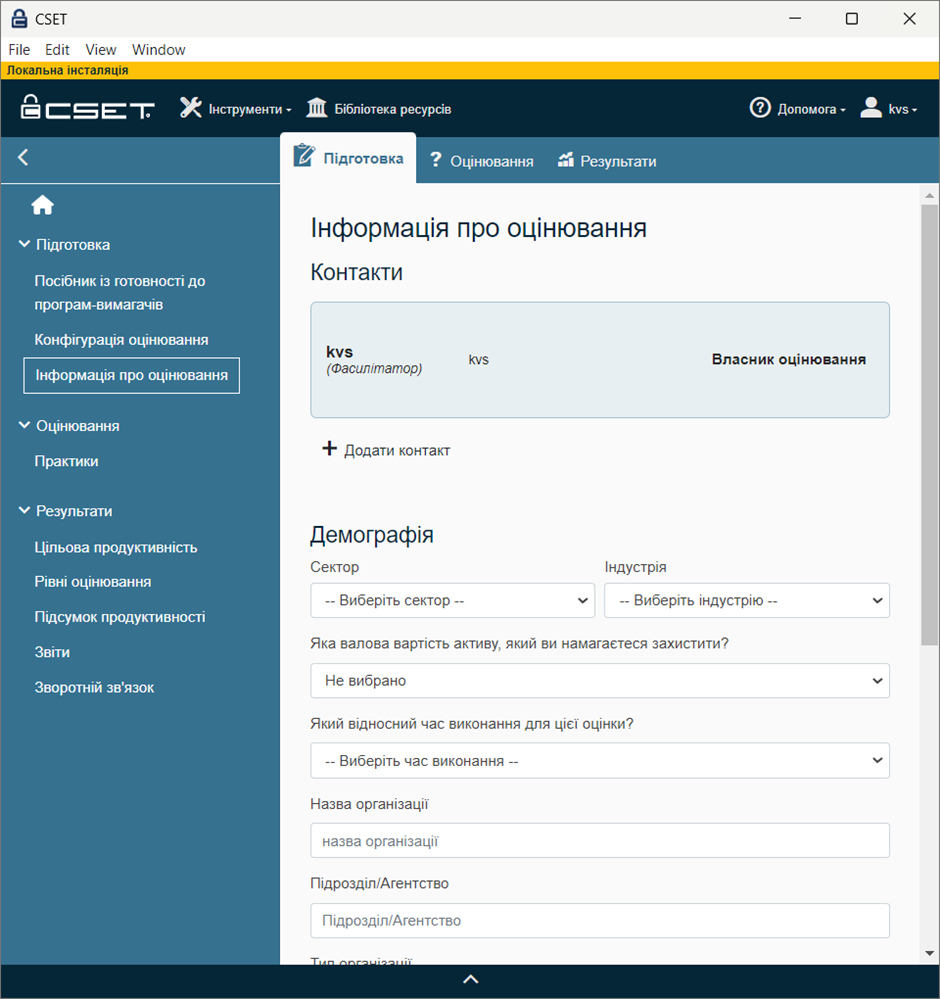 CSET
File Edit View Window
Локальна інсталяція
CSET Інструменти Бібліотека ресурсів Допомога kvs
Підготовка ? Оцінювання Результати
Підготовка
Посібник із готовності до
програм-вимагачів
Конфігурація оцінювання
Інформація про оцінювання
Оцінювання
Практики
Результати
Цільова продуктивність
Рівні оцінювання
Підсумок продуктивності
Звіти
Зворотній зв'язок
Інформація про оцінювання
Контакти
kvs
(Фасилітатор)
kvs
Власник оцінювання
+ Додати контакт
Демографія
Сектор Індустрія
-- Виберіть сектор -- -- Виберіть індустрію --
Яка валова вартість активу, який ви намагаєтеся захистити?
Не вибрано
Який відносний час виконання для цієї оцінки?
-- Виберіть час виконання --
Назва організації
назва організації
Підрозділ/Агентство
Підрозділ/Агентство
Тип організації